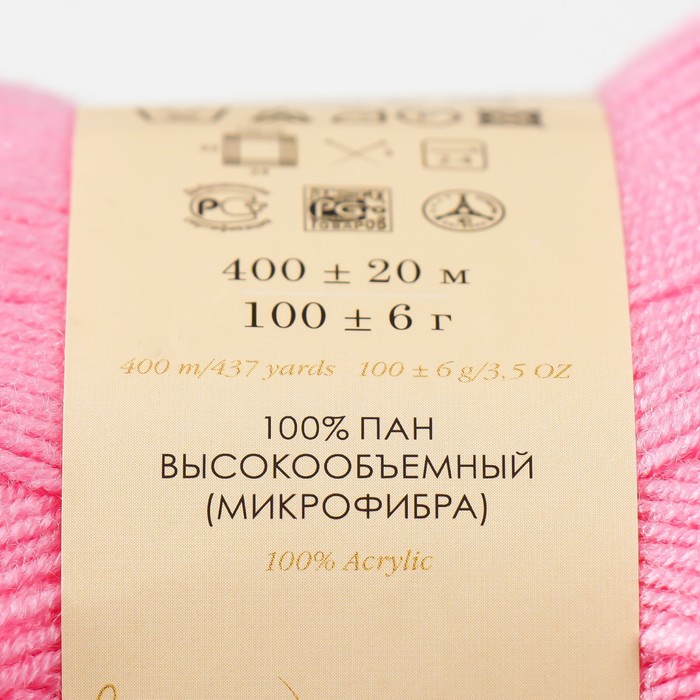 400 ± 20 м
100 ± 6 г
400 m/437 yards 100 ± 6 g/3,5 OZ
100% ПАН
ВЫСОКООБЪЕМНЫЙ
(МИКРОФИБРА)
100% Acrylic